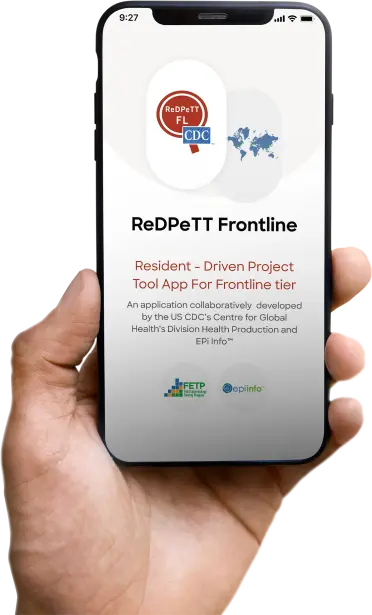 9:27
ReDPeTT
FL
CDC
ReDPeTT Frontline
Resident - Driven Project
Tool App For Frontline tier
An application collaboratively developed
by the US CDC's Centre for Global
Health's Division Health Production and
EPi Info™
FETP
epiinfo